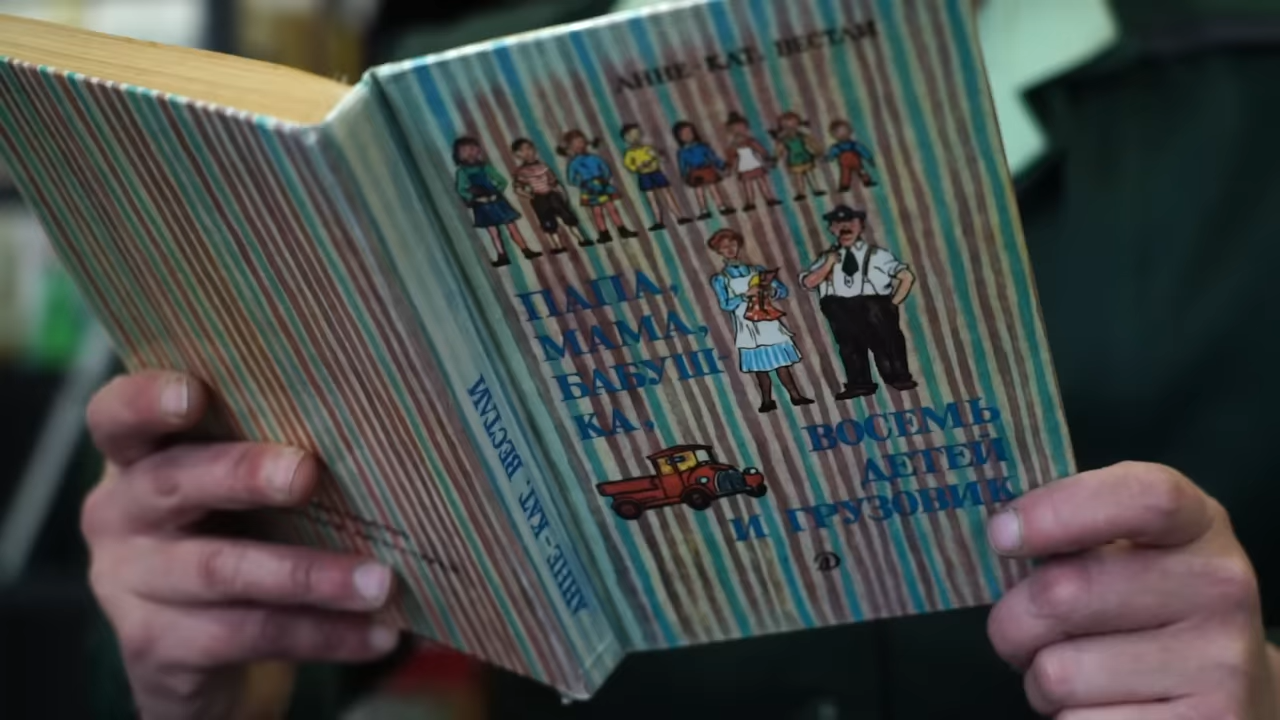 АННЕ-КАТ. ВЕСТЛИ
ПАПА,
МАМА,
БАБУШ-
КА,
ВОСЕМЬ
ДЕТЕЙ
И ГРУЗОВИК
Д
АННЕ-КАТ. ВЕСТЛИ